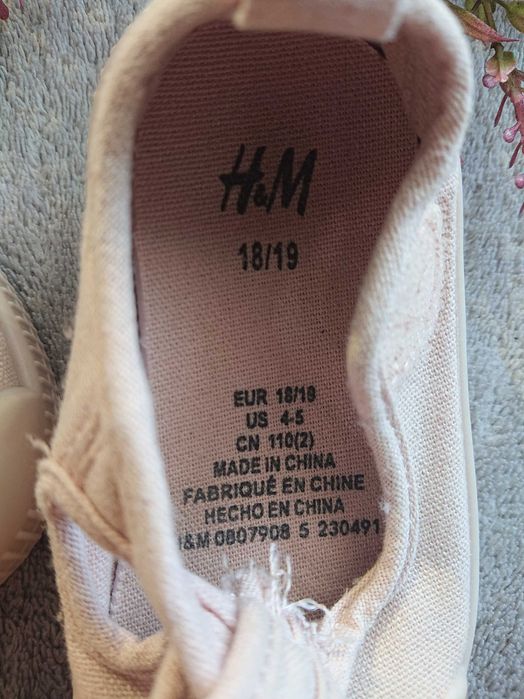 H&M
18/19
EUR 18/19
US 4-5
CN 110(2)
MADE IN CHINA
FABRIQUÉ EN CHINE
HECHO EN CHINA
H&M 0807908 5 230491